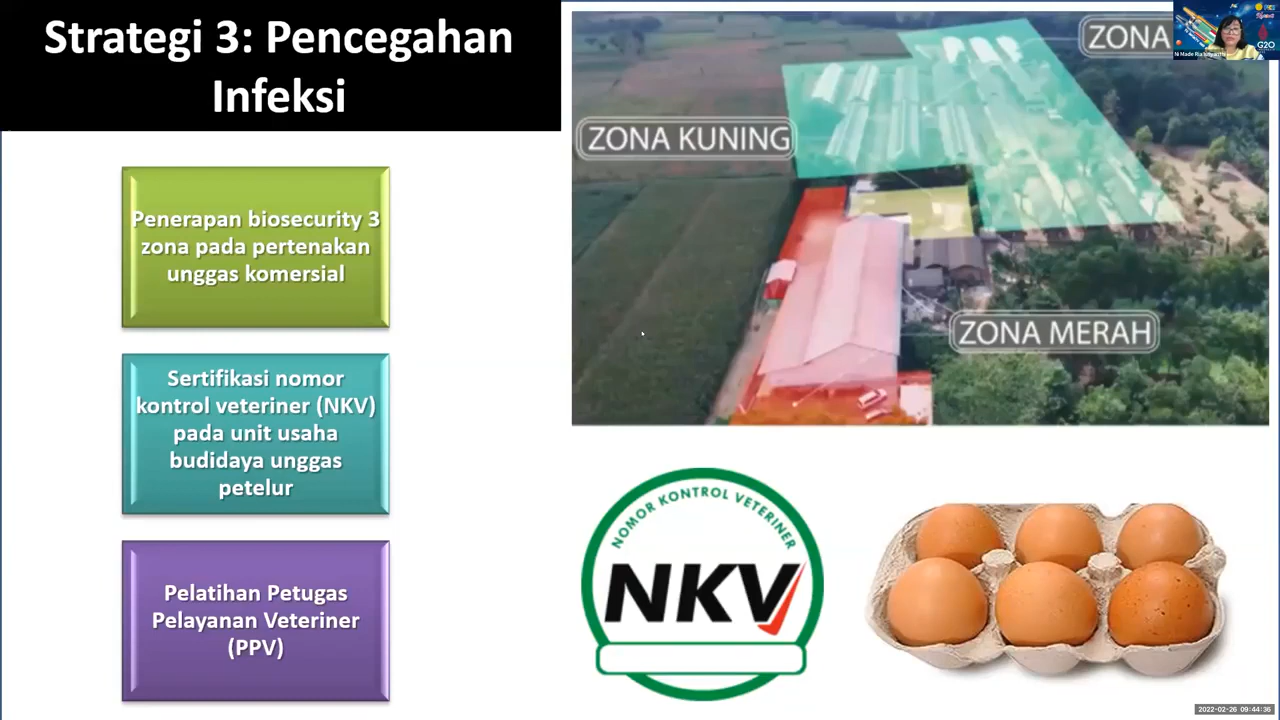 Strategi 3: Pencegahan
Infeksi
Penerapan biosecurity 3
zona pada pertenakan
unggas komersial
Sertifikasi nomor
kontrol veteriner (NKV)
pada unit usaha
budidaya unggas
petelur
Pelatihan Petugas
Pelayanan Veteriner
(PPV)
ZONA
ZONA KUNING
ZONA MERAH
NOMOR KONTROL VETERINER
NKV
G20
2022-02-26 09:44:36